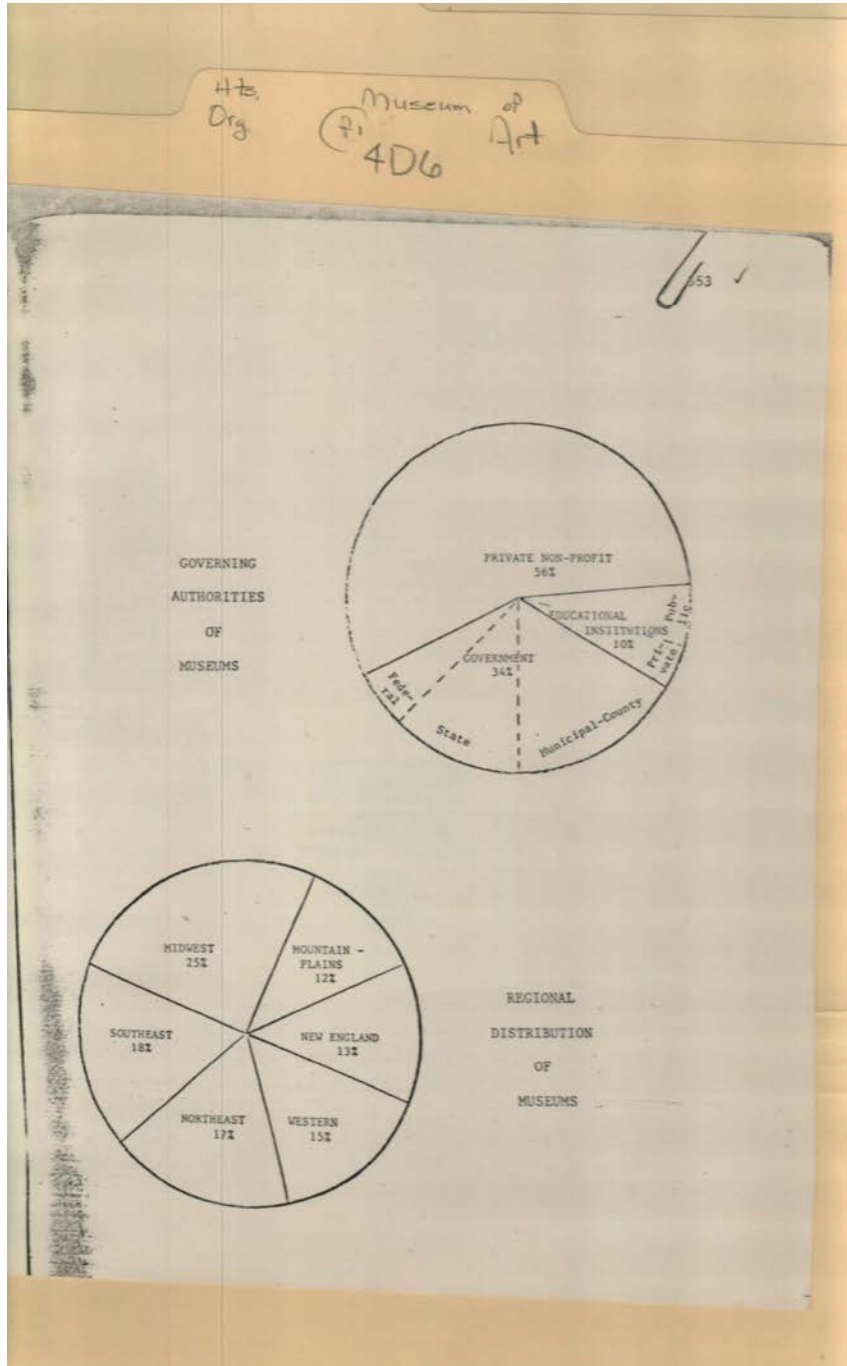 Hts. Museum of
Org. Art
4D6
553 ✓
GOVERNING
AUTHORITIES
OF
MUSEUMS
PRIVATE NON-PROFIT
56%
EDUCATIONAL
INSTITUTIONS
10%
Pub-
lic
Pri-
vate
GOVERNMENT
34%
Fede-
ral
State
Municipal-County
MIDWEST
25%
MOUNTAIN -
PLAINS
12%
SOUTHEAST
18%
NEW ENGLAND
13%
NORTHEAST
17%
WESTERN
15%
REGIONAL
DISTRIBUTION
OF
MUSEUMS